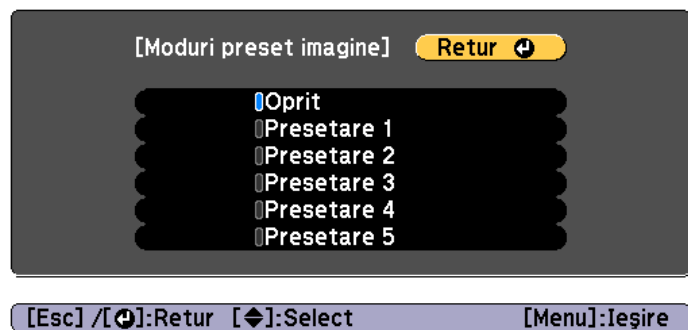 [Moduri preset imagine] Retur
Oprit
Presetare 1
Presetare 2
Presetare 3
Presetare 4
Presetare 5
[Esc] /[⏎]:Retur [◆]:Select [Menu]:Ieşire